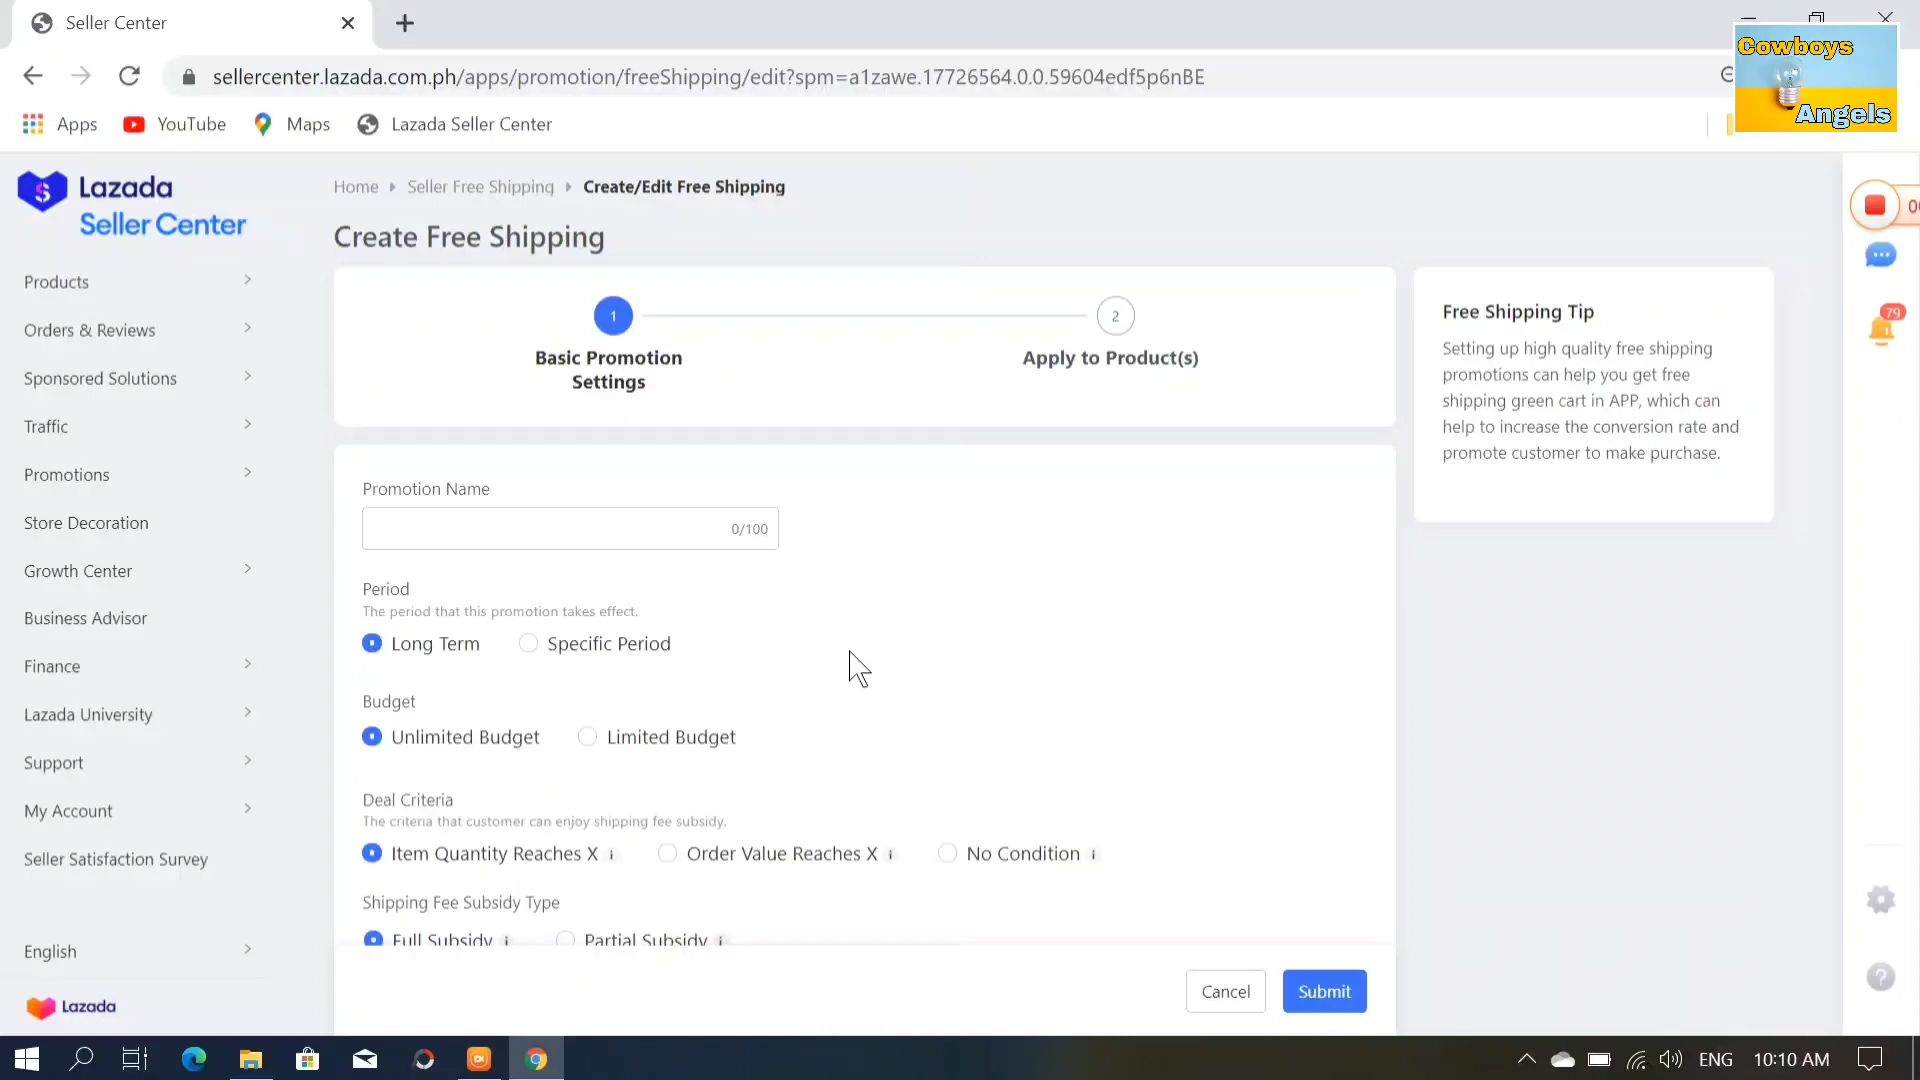 Seller Center
sellercenter.lazada.com.ph/apps/promotion/freeShipping/edit?spm=a1zawe.17726564.0.0.59604edf5p6nBE
Cowboys
Angels
Apps
YouTube
Maps
Lazada Seller Center
Lazada
Seller Center
Products
Orders & Reviews
Sponsored Solutions
Traffic
Promotions
Store Decoration
Growth Center
Business Advisor
Finance
Lazada University
Support
My Account
Seller Satisfaction Survey
English
Lazada
Home
Seller Free Shipping
Create/Edit Free Shipping
Create Free Shipping
1
2
Basic Promotion
Settings
Apply to Product(s)
Promotion Name
0/100
Period
The period that this promotion takes effect.
Long Term
Specific Period
Budget
Unlimited Budget
Limited Budget
Deal Criteria
The criteria that customer can enjoy shipping fee subsidy.
Item Quantity Reaches X
Order Value Reaches X
No Condition
Shipping Fee Subsidy Type
Full Subsidy
Partial Subsidy
Cancel
Submit
Free Shipping Tip
Setting up high quality free shipping
promotions can help you get free
shipping green cart in APP, which can
help to increase the conversion rate and
promote customer to make purchase.
79
ENG
10:10 AM